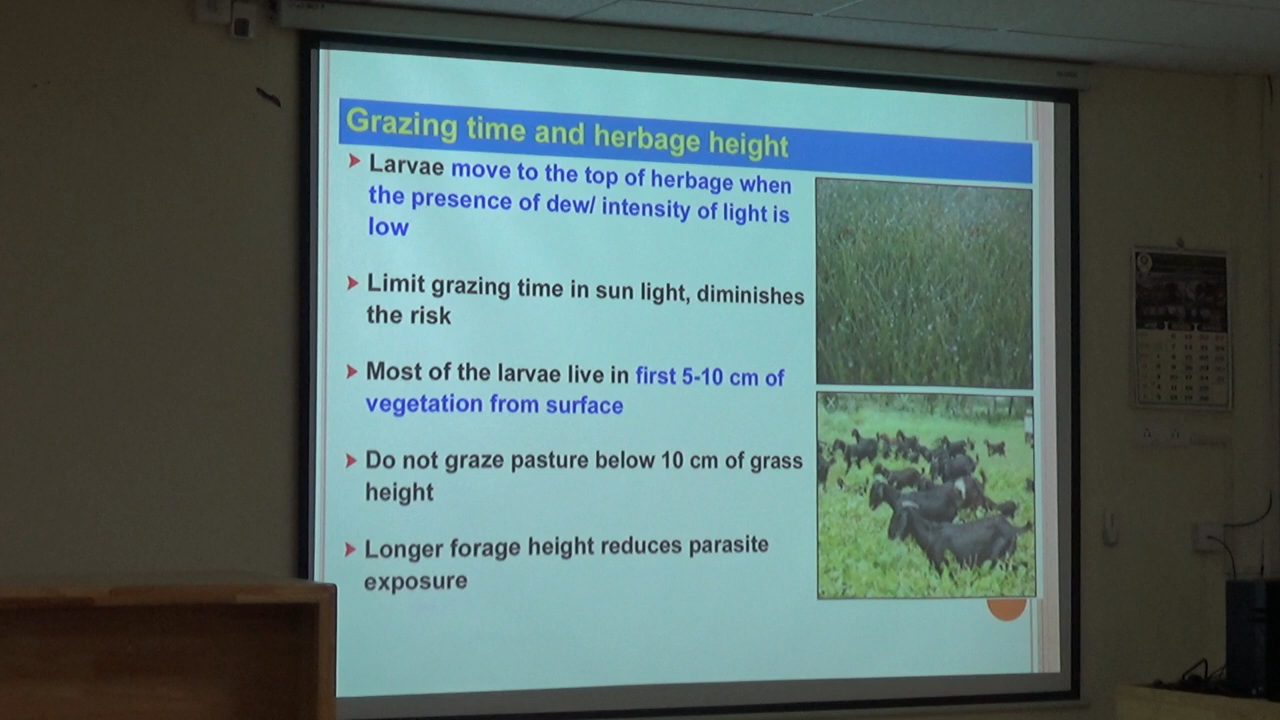 Grazing time and herbage height
Larvae move to the top of herbage when
the presence of dew/ intensity of light is
low
Limit grazing time in sun light, diminishes
the risk
Most of the larvae live in first 5-10 cm of
vegetation from surface
Do not graze pasture below 10 cm of grass
height
Longer forage height reduces parasite
exposure